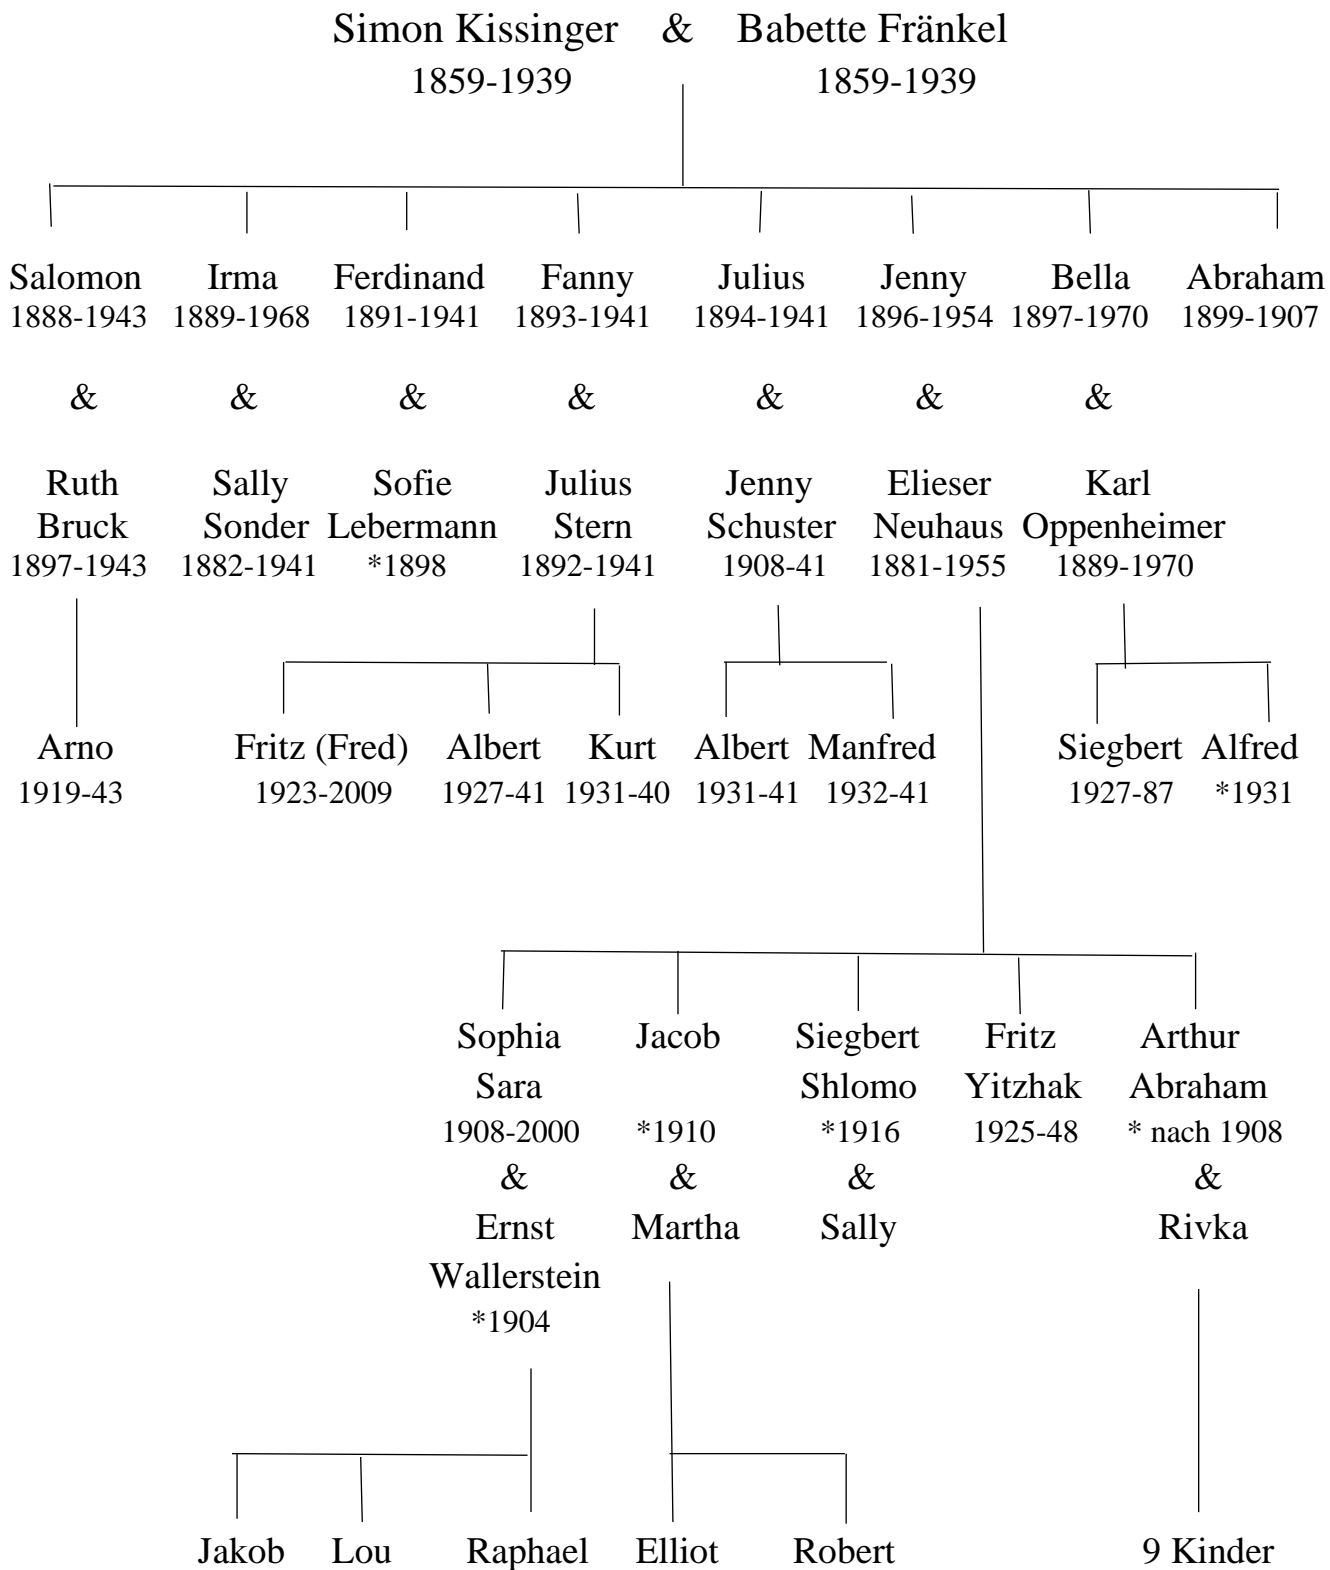 Simon Kissinger & Babette Fränkel
1859-1939 1859-1939
Salomon Irma Ferdinand Fanny Julius Jenny Bella Abraham
1888-1943 1889-1968 1891-1941 1893-1941 1894-1941 1896-1954 1897-1970 1899-1907
& & & & & & &
Ruth Sally Sofie Julius Jenny Elieser Karl
Bruck Sonder Lebermann Stern Schuster Neuhaus Oppenheimer
1897-1943 1882-1941 *1898 1892-1941 1908-41 1881-1955 1889-1970
Arno Fritz (Fred) Albert Kurt Albert Manfred Siegbert Alfred
1919-43 1923-2009 1927-41 1931-40 1931-41 1932-41 1927-87 *1931
Sophia Jacob Siegbert Fritz Arthur
Sara Shlomo Yitzhak Abraham
1908-2000 *1910 *1916 1925-48 * nach 1908
& & & &
Ernst Martha Sally Rivka
Wallerstein
*1904
Jakob Lou Raphael Elliot Robert 9 Kinder